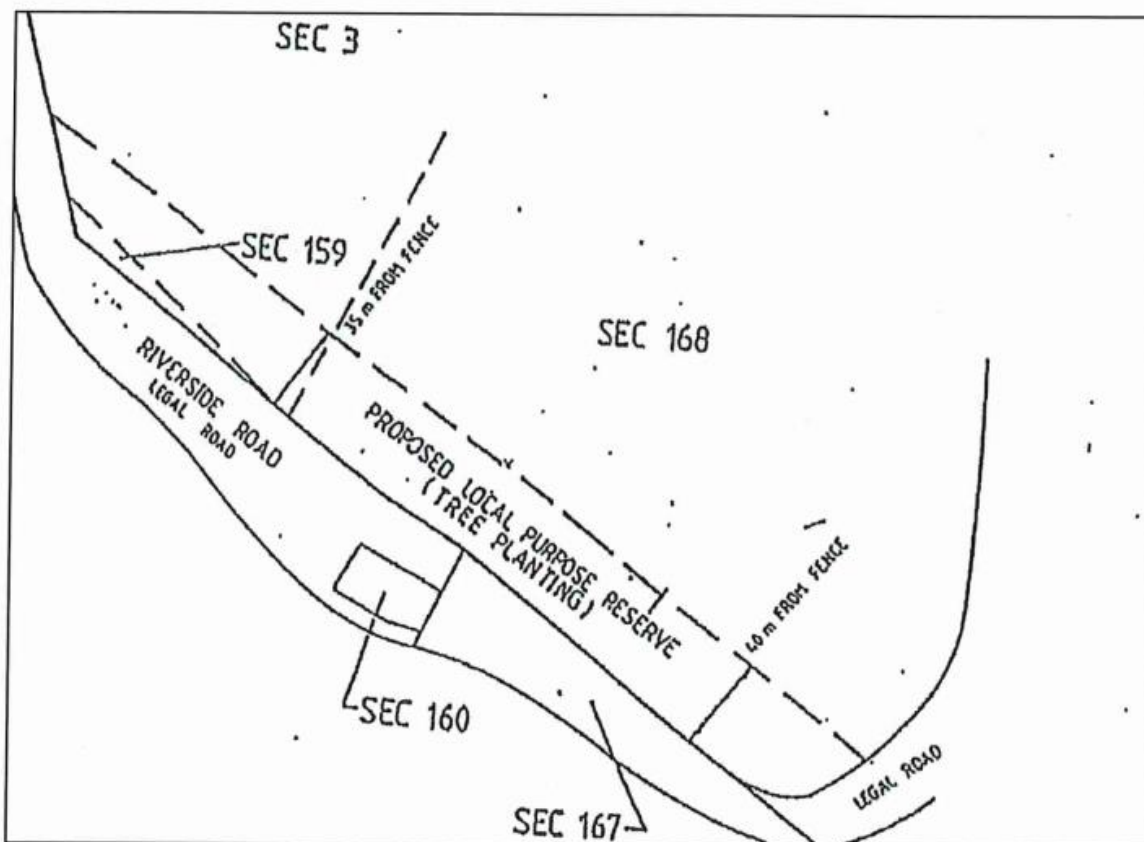 SEC 3
SEC 159
35 m FROM FENCE
SEC 168
RIVERSIDE ROAD
LEGAL ROAD
PROPOSED LOCAL PURPOSE RESERVE
(TREE PLANTING)
40 m FROM FENCE
SEC 160
LEGAL ROAD
SEC 167